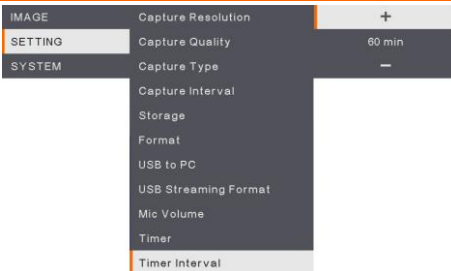 IMAGE
SETTING
SYSTEM
Capture Resolution
Capture Quality
Capture Type
Capture Interval
Storage
Format
USB to PC
USB Streaming Format
Mic Volume
Timer
Timer Interval
+
60 min
−